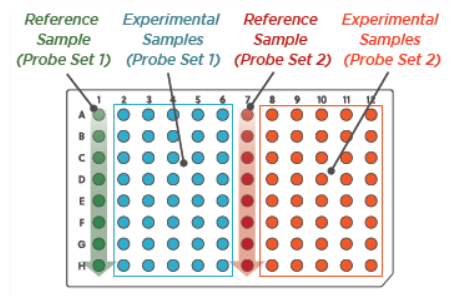 Reference Sample (Probe Set 1)
Experimental Samples (Probe Set 1)
Reference Sample (Probe Set 2)
Experimental Samples (Probe Set 2)
1 2 3 4 5 6 7 8 9 10 11 12
A
B
C
D
E
F
G
H